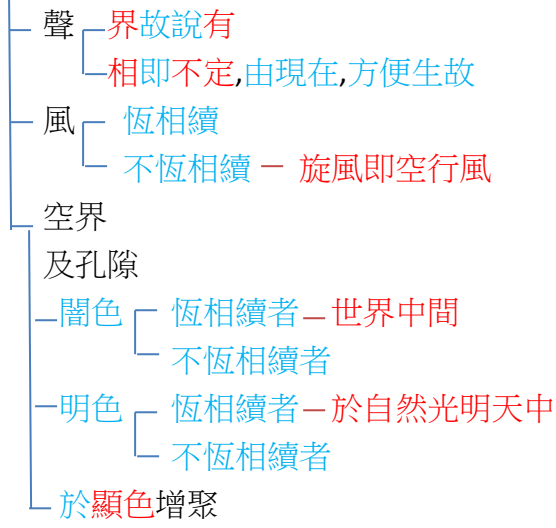 聲 界故說有
相即不定,由現在,方便生故
風 恆相續
不恆相續 – 旋風即空行風
空界
及孔隙
闇色 恆相續者–世界中間
不恆相續者
明色 恆相續者–於自然光明天中
不恆相續者
於顯色增聚